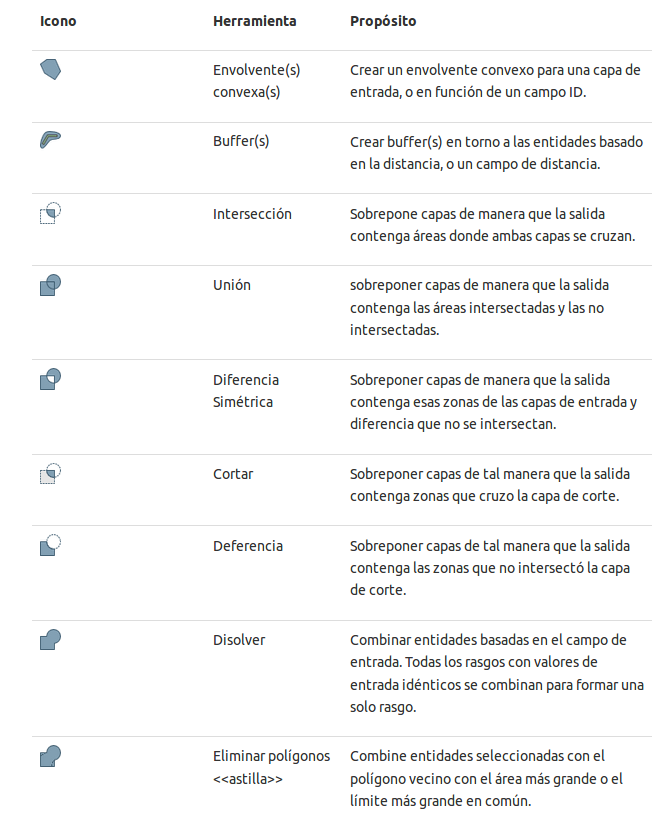 Icono Herramienta Propósito
Envolvente(s) Crear un envolvente convexo para una capa de
convexa(s) entrada, o en función de un campo ID.
Buffer(s) Crear buffer(s) en torno a las entidades basado
en la distancia, o un campo de distancia.
Intersección Sobrepone capas de manera que la salida
contenga áreas donde ambas capas se cruzan.
Unión sobreponer capas de manera que la salida
contenga las áreas intersectadas y las no
intersectadas.
Diferencia Sobreponer capas de manera que la salida
Simétrica contenga esas zonas de las capas de entrada y
diferencia que no se intersectan.
Cortar Sobreponer capas de tal manera que la salida
contenga zonas que cruzo la capa de corte.
Deferencia Sobreponer capas de tal manera que la salida
contenga las zonas que no intersectó la capa
de corte.
Disolver Combinar entidades basadas en el campo de
entrada. Todas los rasgos con valores de
entrada idénticos se combinan para formar una
solo rasgo.
Eliminar polígonos Combine entidades seleccionadas con el
<<astilla>> polígono vecino con el área más grande o el
límite más grande en común.